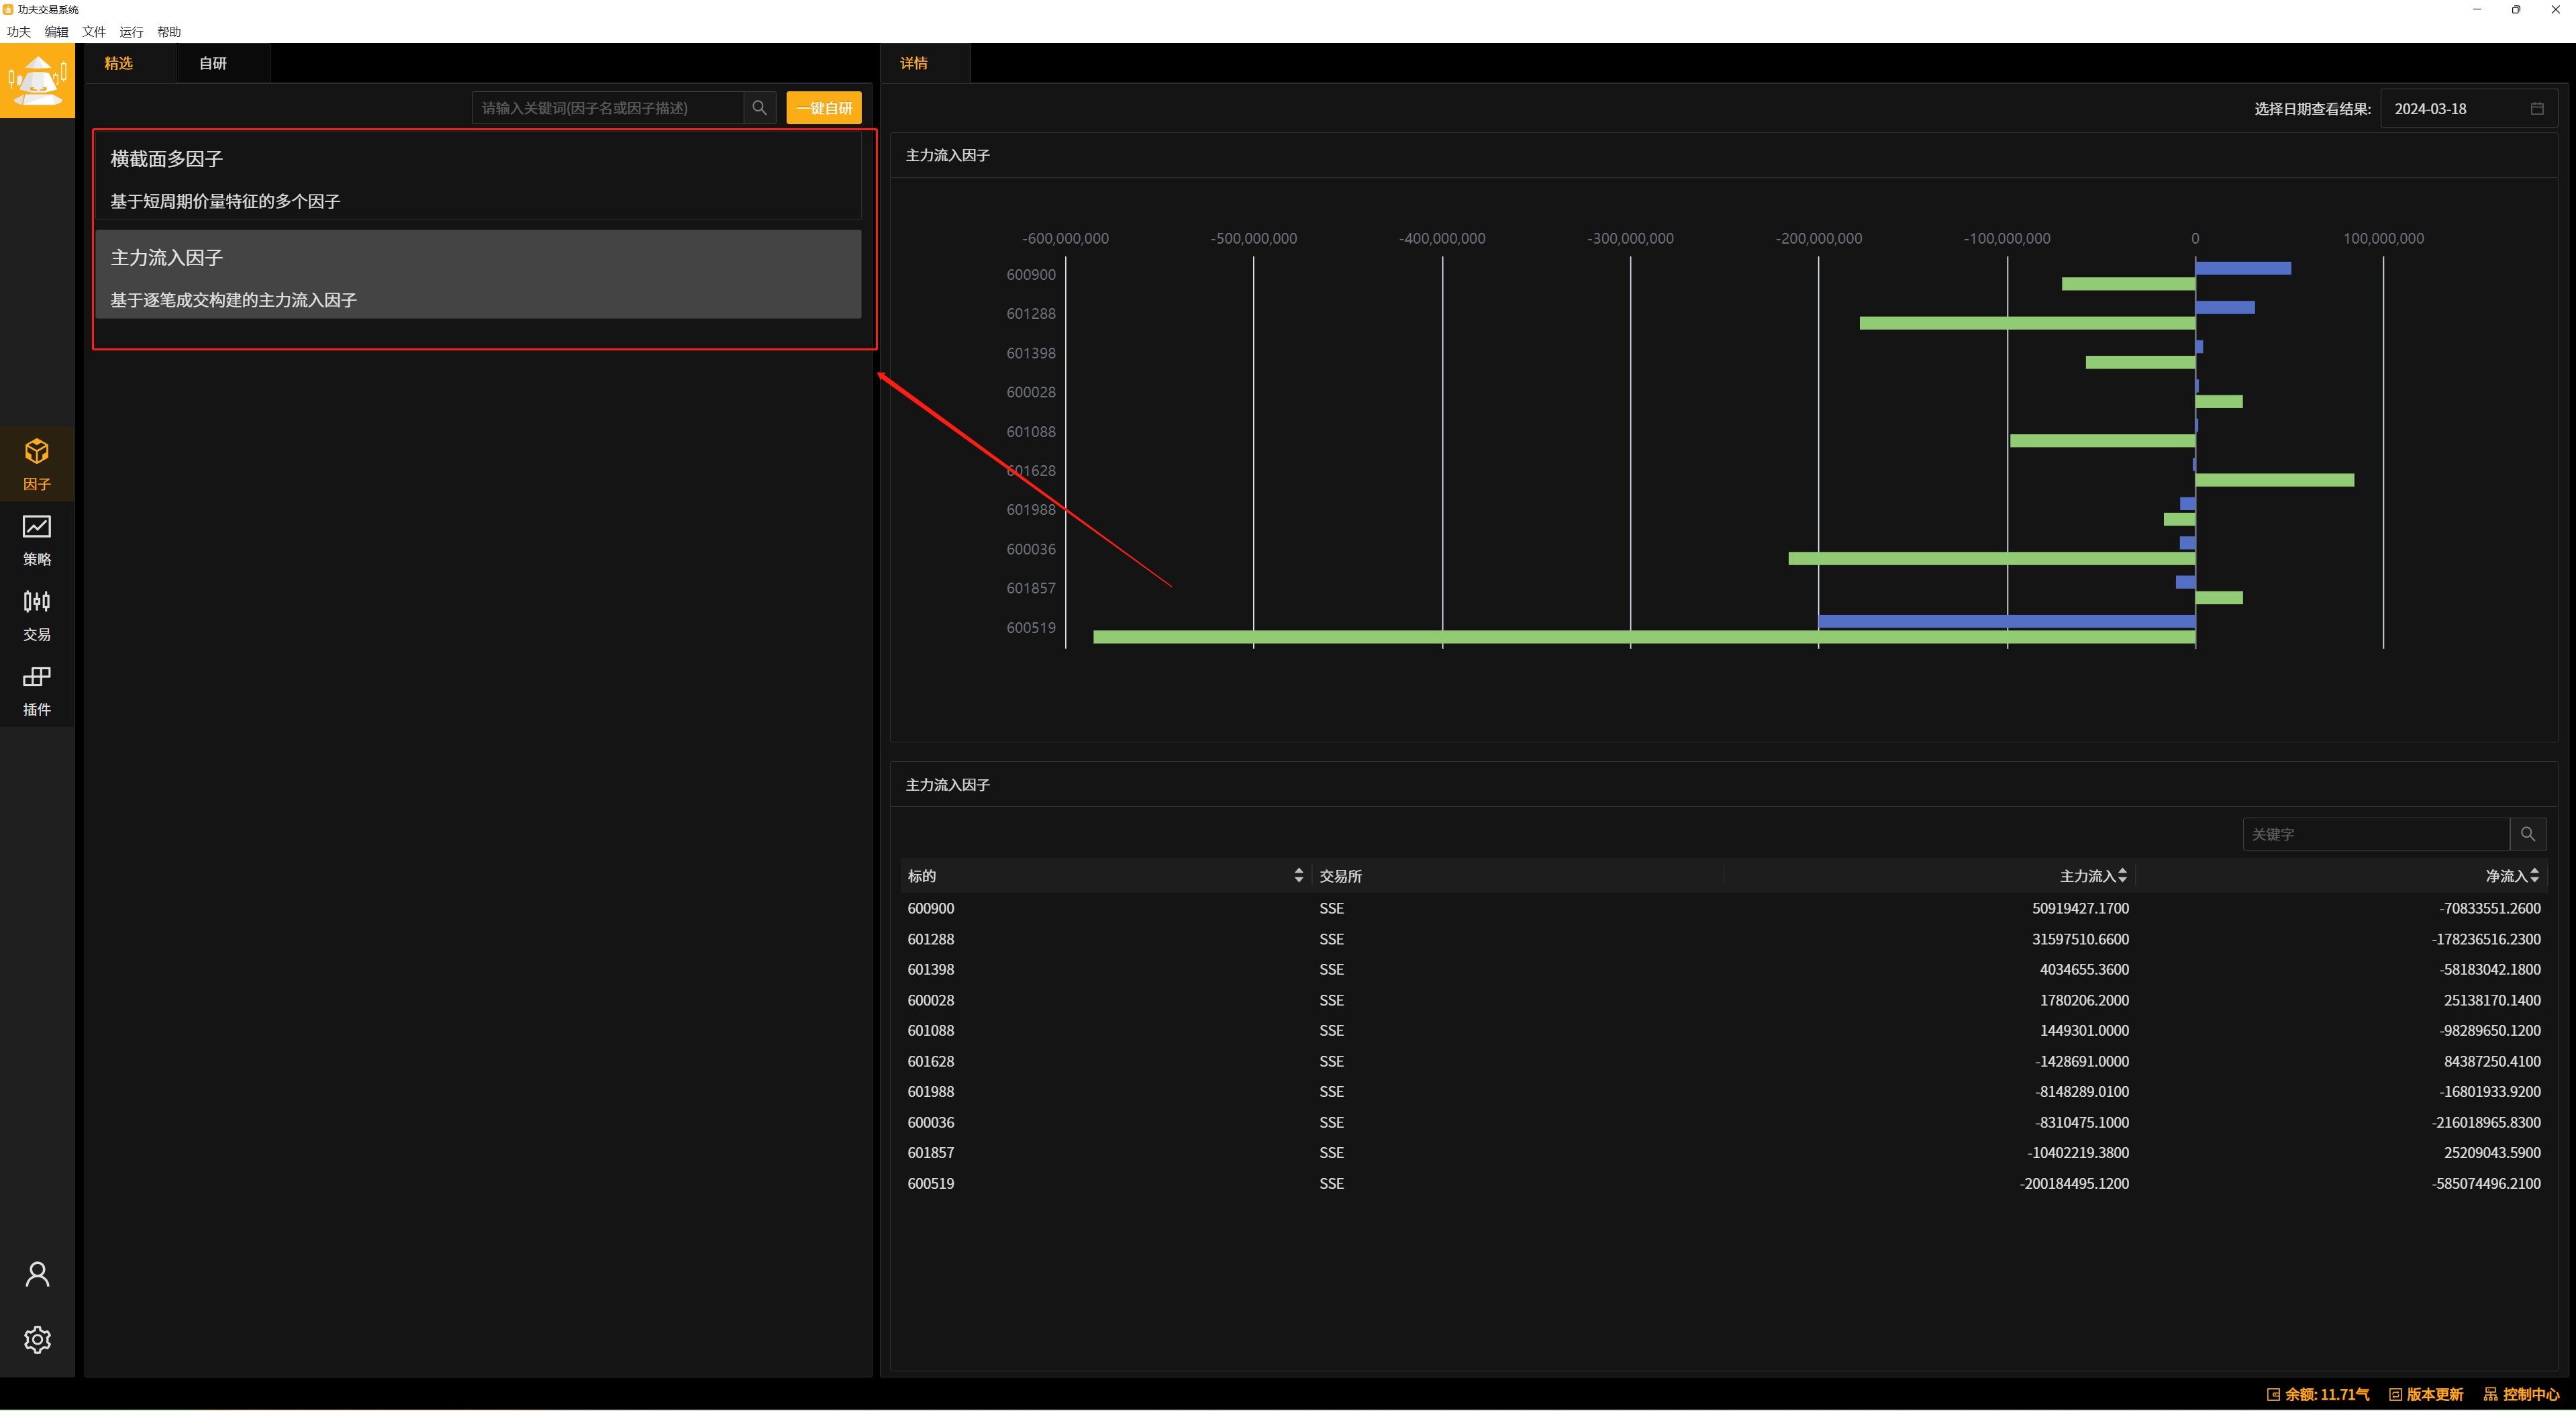 功夫交易系统
功夫 编辑 文件 运行 帮助
精选 自研
请输入关键词(因子名或因子描述) 一键自研
横截面多因子
基于短周期价量特征的多个因子
主力流入因子
基于逐笔成交构建的主力流入因子
因子
策略
交易
插件
详情
选择日期查看结果: 2024-03-18
主力流入因子
-600,000,000 -500,000,000 -400,000,000 -300,000,000 -200,000,000 -100,000,000 0 100,000,000
600900
601288
601398
600028
601088
601628
601988
600036
601857
600519
主力流入因子
关键字
标的 交易所 主力流入 净流入
600900 SSE 50919427.1700 -70833551.2600
601288 SSE 31597510.6600 -178236516.2300
601398 SSE 4034655.3600 -58183042.1800
600028 SSE 1780206.2000 25138170.1400
601088 SSE 1449301.0000 -98289650.1200
601628 SSE -1428691.0000 84387250.4100
601988 SSE -8148289.0100 -16801933.9200
600036 SSE -8310475.1000 -216018965.8300
601857 SSE -10402219.3800 25209043.5900
600519 SSE -200184495.1200 -585074496.2100
余额: 11.71气 版本更新 控制中心